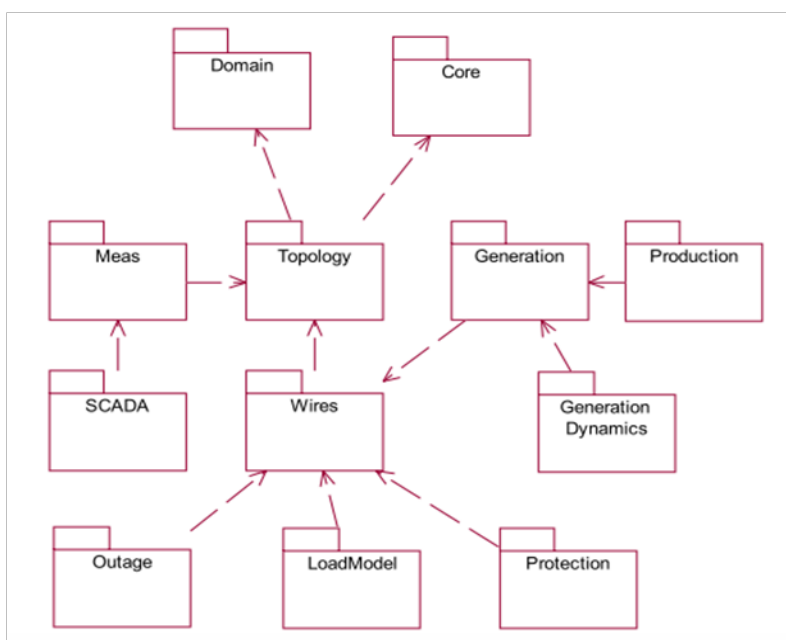 Domain
Core
Meas
Topology
Generation
Production
SCADA
Wires
Generation
Dynamics
Outage
LoadModel
Protection